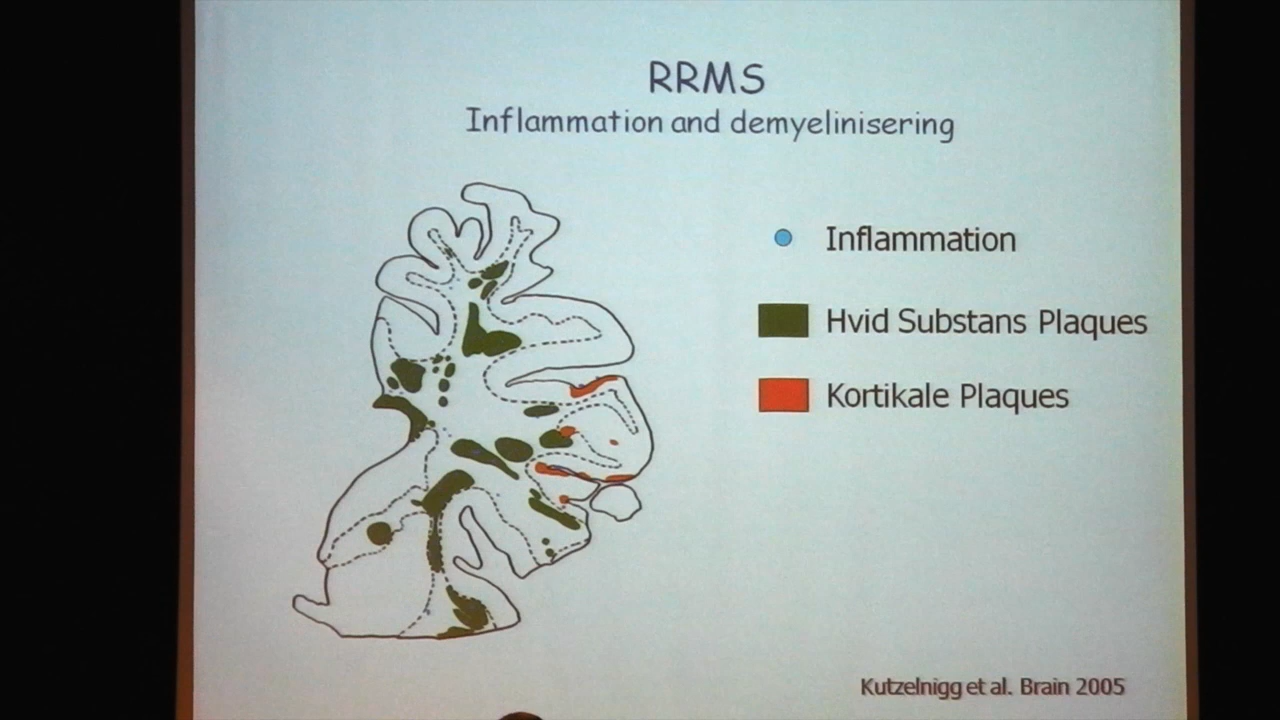 RRMS
Inflammation and demyelinisering
Inflammation
Hvid Substans Plaques
Kortikale Plaques
Kutzelnigg et al. Brain 2005